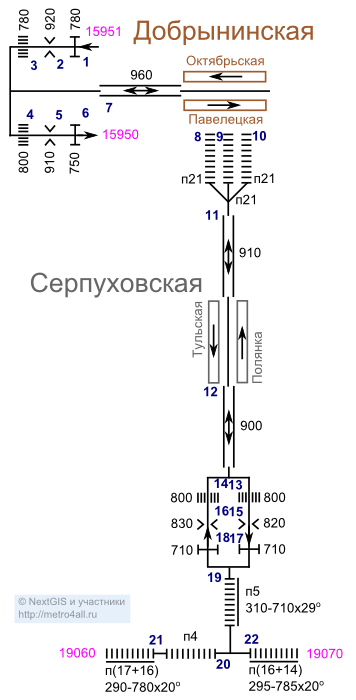 780 920 780 15951
Добрынинская
3 2 1
960
Октябрьская
4 5 6
15950
7
Павелецкая
800 910 750
8 9 10
п21 п21
п21
11
910
Серпуховская
Тульская
Полянка
12
900
14 13
800 800
16 15
830 820
18 17
710 710
19
п5
310-710x29°
© NextGIS и участники
http://metro4all.ru
21 п4 22
19060 20 19070
п(17+16) п(16+14)
290-780x20° 295-785x20°